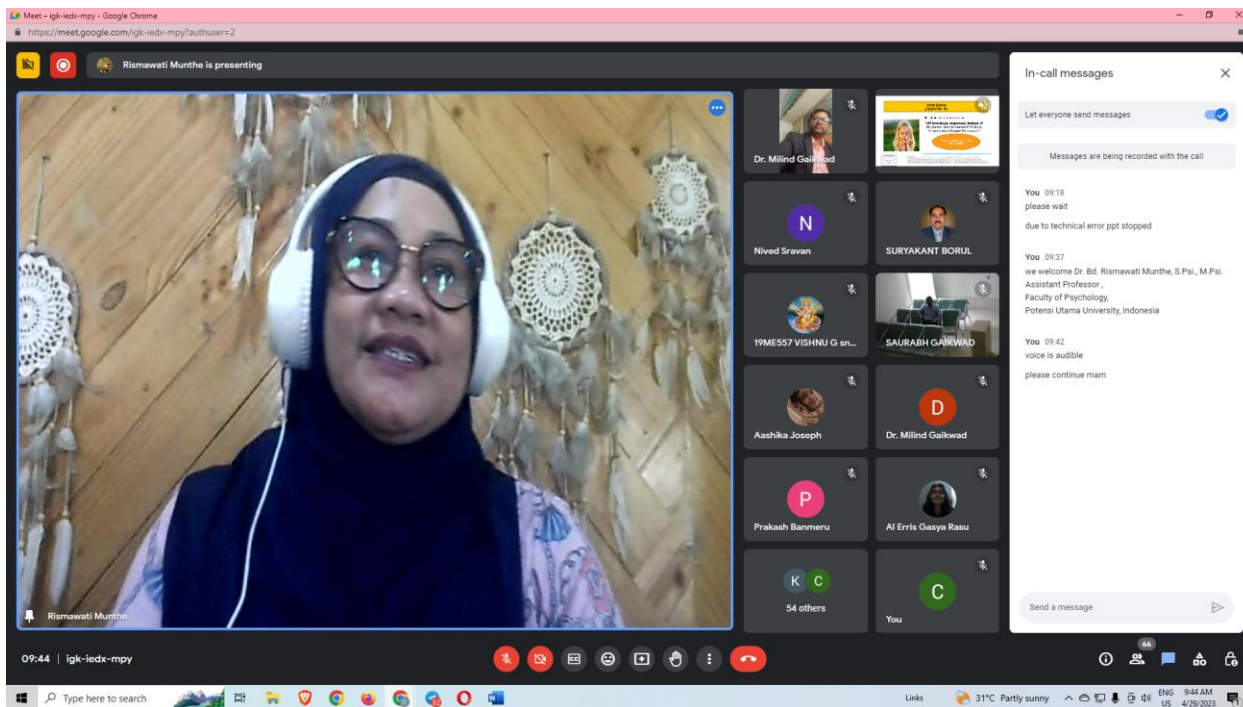 Meet – igk-iedx-mpy - Google Chrome
https://meet.google.com/igk-iedx-mpy?authuser=2
Rismawati Munthe is presenting
Rismawati Munthe
Dr. Milind Gaikwad
Rismawati Munth...
N
Nived Sravan
SURYAKANT BORUL
19ME557 VISHNU G sn...
SAURABH GAIKWAD
Aashika Joseph
D
Dr. Milind Gaikwad
P
Prakash Banmeru
Al Erris Gasya Rasu
K C
54 others
C
You
In-call messages
Let everyone send messages
Messages are being recorded with the call
You 09:18
please wait
due to technical error ppt stopped
You 09:37
we welcome Dr. Bd. Rismawati Munthe, S.Psi., M.Psi.
Assistant Professor ,
Faculty of Psychology,
Potensi Utama University, Indonesia
You 09:42
voice is audible
please continue mam
Send a message
09:44 | igk-iedx-mpy
66
Type here to search
Links
31°C Partly sunny
ENG
US
9:44 AM
4/29/2023